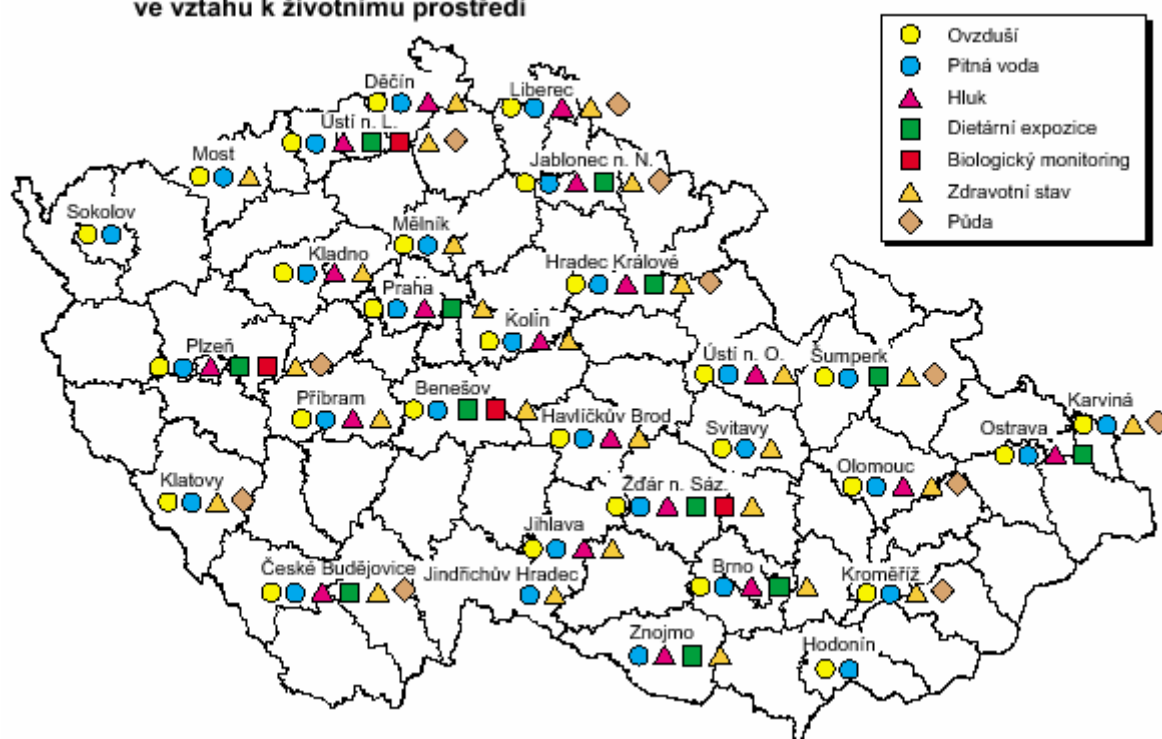 ve vztahu k životnímu prostředí
Ovzduší
Pitná voda
Hluk
Dietární expozice
Biologický monitoring
Zdravotní stav
Půda
Děčín
Liberec
Ústí n. L.
Most
Jablonec n. N.
Sokolov
Mělník
Kladno
Hradec Králové
Praha
Kolín
Plzeň
Ústí n. O.
Šumperk
Příbram
Benešov
Havlíčkův Brod
Svitavy
Karviná
Ostrava
Olomouc
Klatovy
Žďár n. Sáz.
Jihlava
České Budějovice
Jindřichův Hradec
Brno
Kroměříž
Znojmo
Hodonín